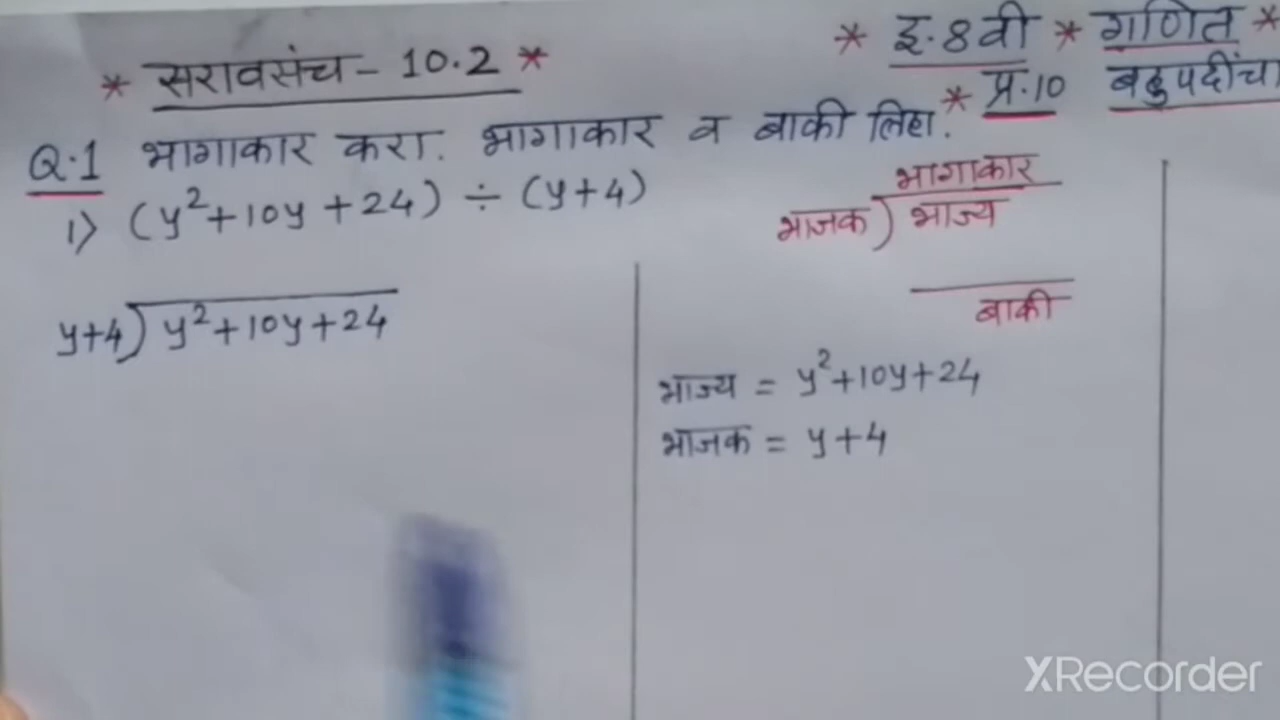 * सरावसंच - 10.2 *
* इ. 8 वी * गणित *
* प्र.10 बहुपदींचा
Q.1 भागाकार करा. भागाकार व बाकी लिहा.
1) (y²+10y+24) ÷ (y+4)
भागाकार
भाजक) भाज्य
बाकी
y+4) y²+10y+24
भाज्य = y²+10y+24
भाजक = y+4
XRecorder